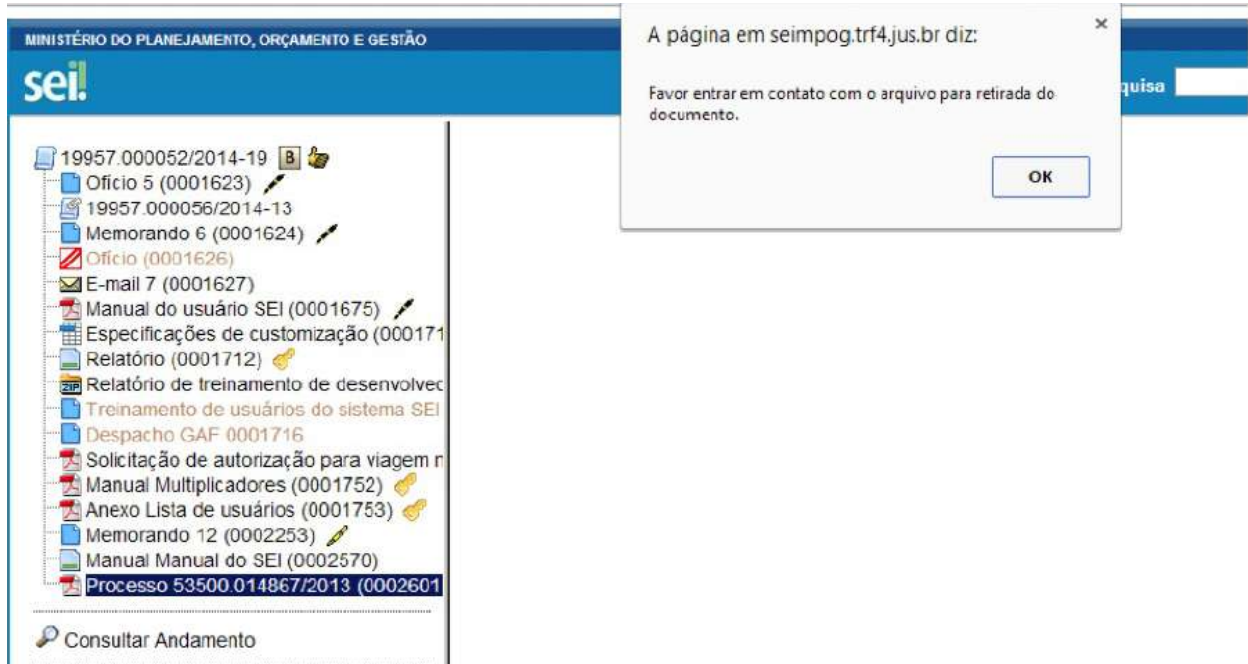 MINISTÉRIO DO PLANEJAMENTO, ORÇAMENTO E GESTÃO
sei!
quisa
A página em seimpog.trf4.jus.br diz:
×
Favor entrar em contato com o arquivo para retirada do
documento.
OK
19957.000052/2014-19 B
Ofício 5 (0001623)
19957.000056/2014-13
Memorando 6 (0001624)
Ofício (0001626)
E-mail 7 (0001627)
Manual do usuário SEI (0001675)
Especificações de customização (000171
Relatório (0001712)
ZIP Relatório de treinamento de desenvolvec
Treinamento de usuários do sistema SEI
Despacho GAF 0001716
Solicitação de autorização para viagem n
Manual Multiplicadores (0001752)
Anexo Lista de usuários (0001753)
Memorando 12 (0002253)
Manual Manual do SEI (0002570)
Processo 53500.014867/2013 (0002601
Consultar Andamento